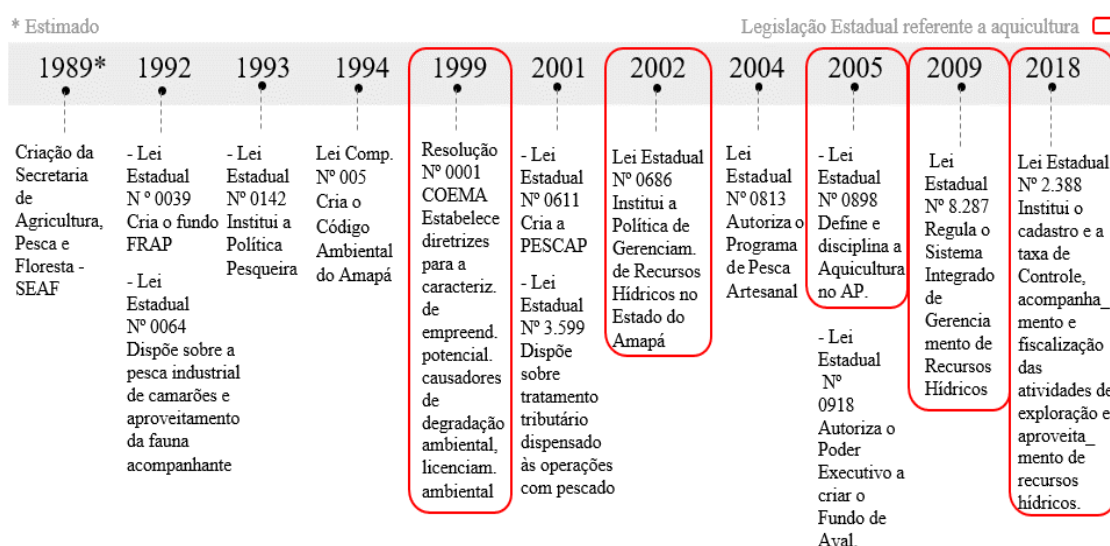 * Estimado
Legislação Estadual referente a aquicultura
1989*
1992
1993
1994
1999
2001
2002
2004
2005
2009
2018
Criação da
Secretaria
de
Agricultura,
Pesca e
Floresta -
SEAF
- Lei
Estadual
N º 0039
Cria o fundo
FRAP
- Lei
Estadual
Nº 0064
Dispõe sobre a
pesca industrial
de camarões e
aproveitamento
da fauna
acompanhante
- Lei
Estadual
Nº 0142
Institui a
Política
Pesqueira
Lei Comp.
Nº 005
Cria o
Código
Ambiental
do Amapá
Resolução
Nº 0001
COEMA
Estabelece
diretrizes
para a
caracteriz.
de
empreend.
potencial.
causadores
de
degradação
ambiental,
licenciam.
ambiental
- Lei
Estadual
Nº 0611
Cria a
PESCAP
- Lei
Estadual
Nº 3.599
Dispõe
sobre
tratamento
tributário
dispensado
às operações
com pescado
Lei Estadual
Nº 0686
Institui a
Política de
Gerenciam.
de Recursos
Hídricos no
Estado do
Amapá
Lei
Estadual
Nº 0813
Autoriza o
Programa
de Pesca
Artesanal
- Lei
Estadual
Nº 0898
Define e
disciplina a
Aquicultura
no AP.
- Lei
Estadual
Nº
0918
Autoriza o
Poder
Executivo a
criar o
Fundo de
Aval.
Lei
Estadual
Nº 8.287
Regula o
Sistema
Integrado
de
Gerencia
mento de
Recursos
Hídricos
Lei Estadual
Nº 2.388
Institui o
cadastro e a
taxa de
Controle,
acompanha_
mento e
fiscalização
das
atividades de
exploração e
aproveita_
mento de
recursos
hídricos.